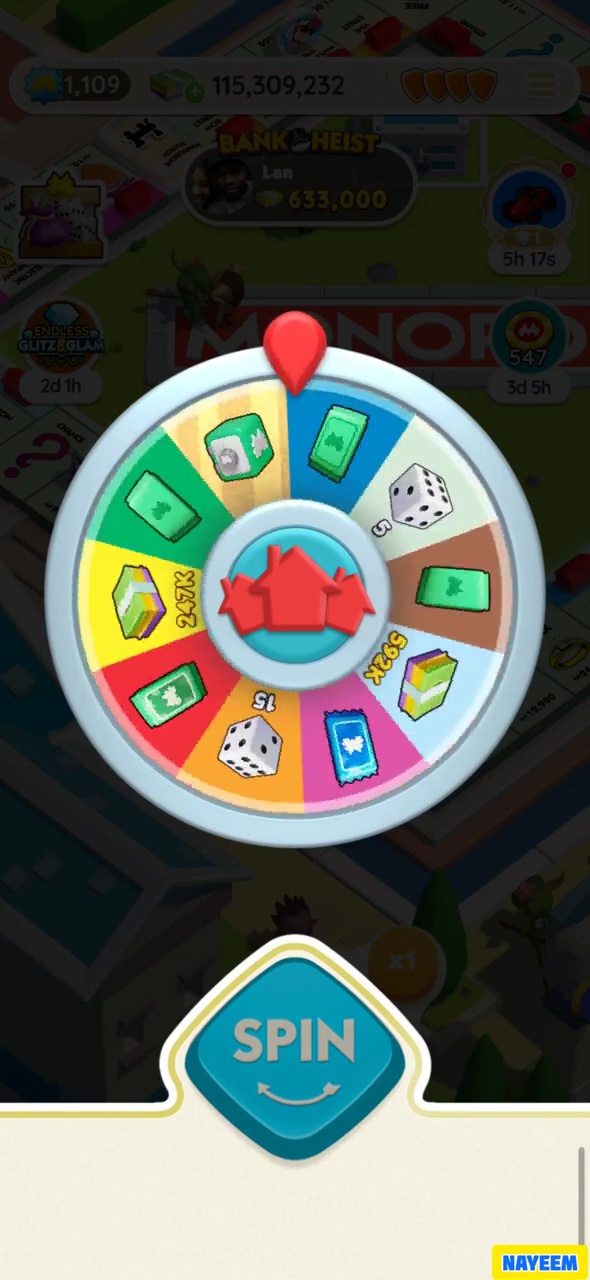 1,109
115,309,232
BANK HEIST
Lan
633,000
5h 17s
ENDLESS
GLITZ&GLAM
2d 1h
MONOPO
547
3d 5h
5
247K
592K
15
x1
SPIN
NAYEEM